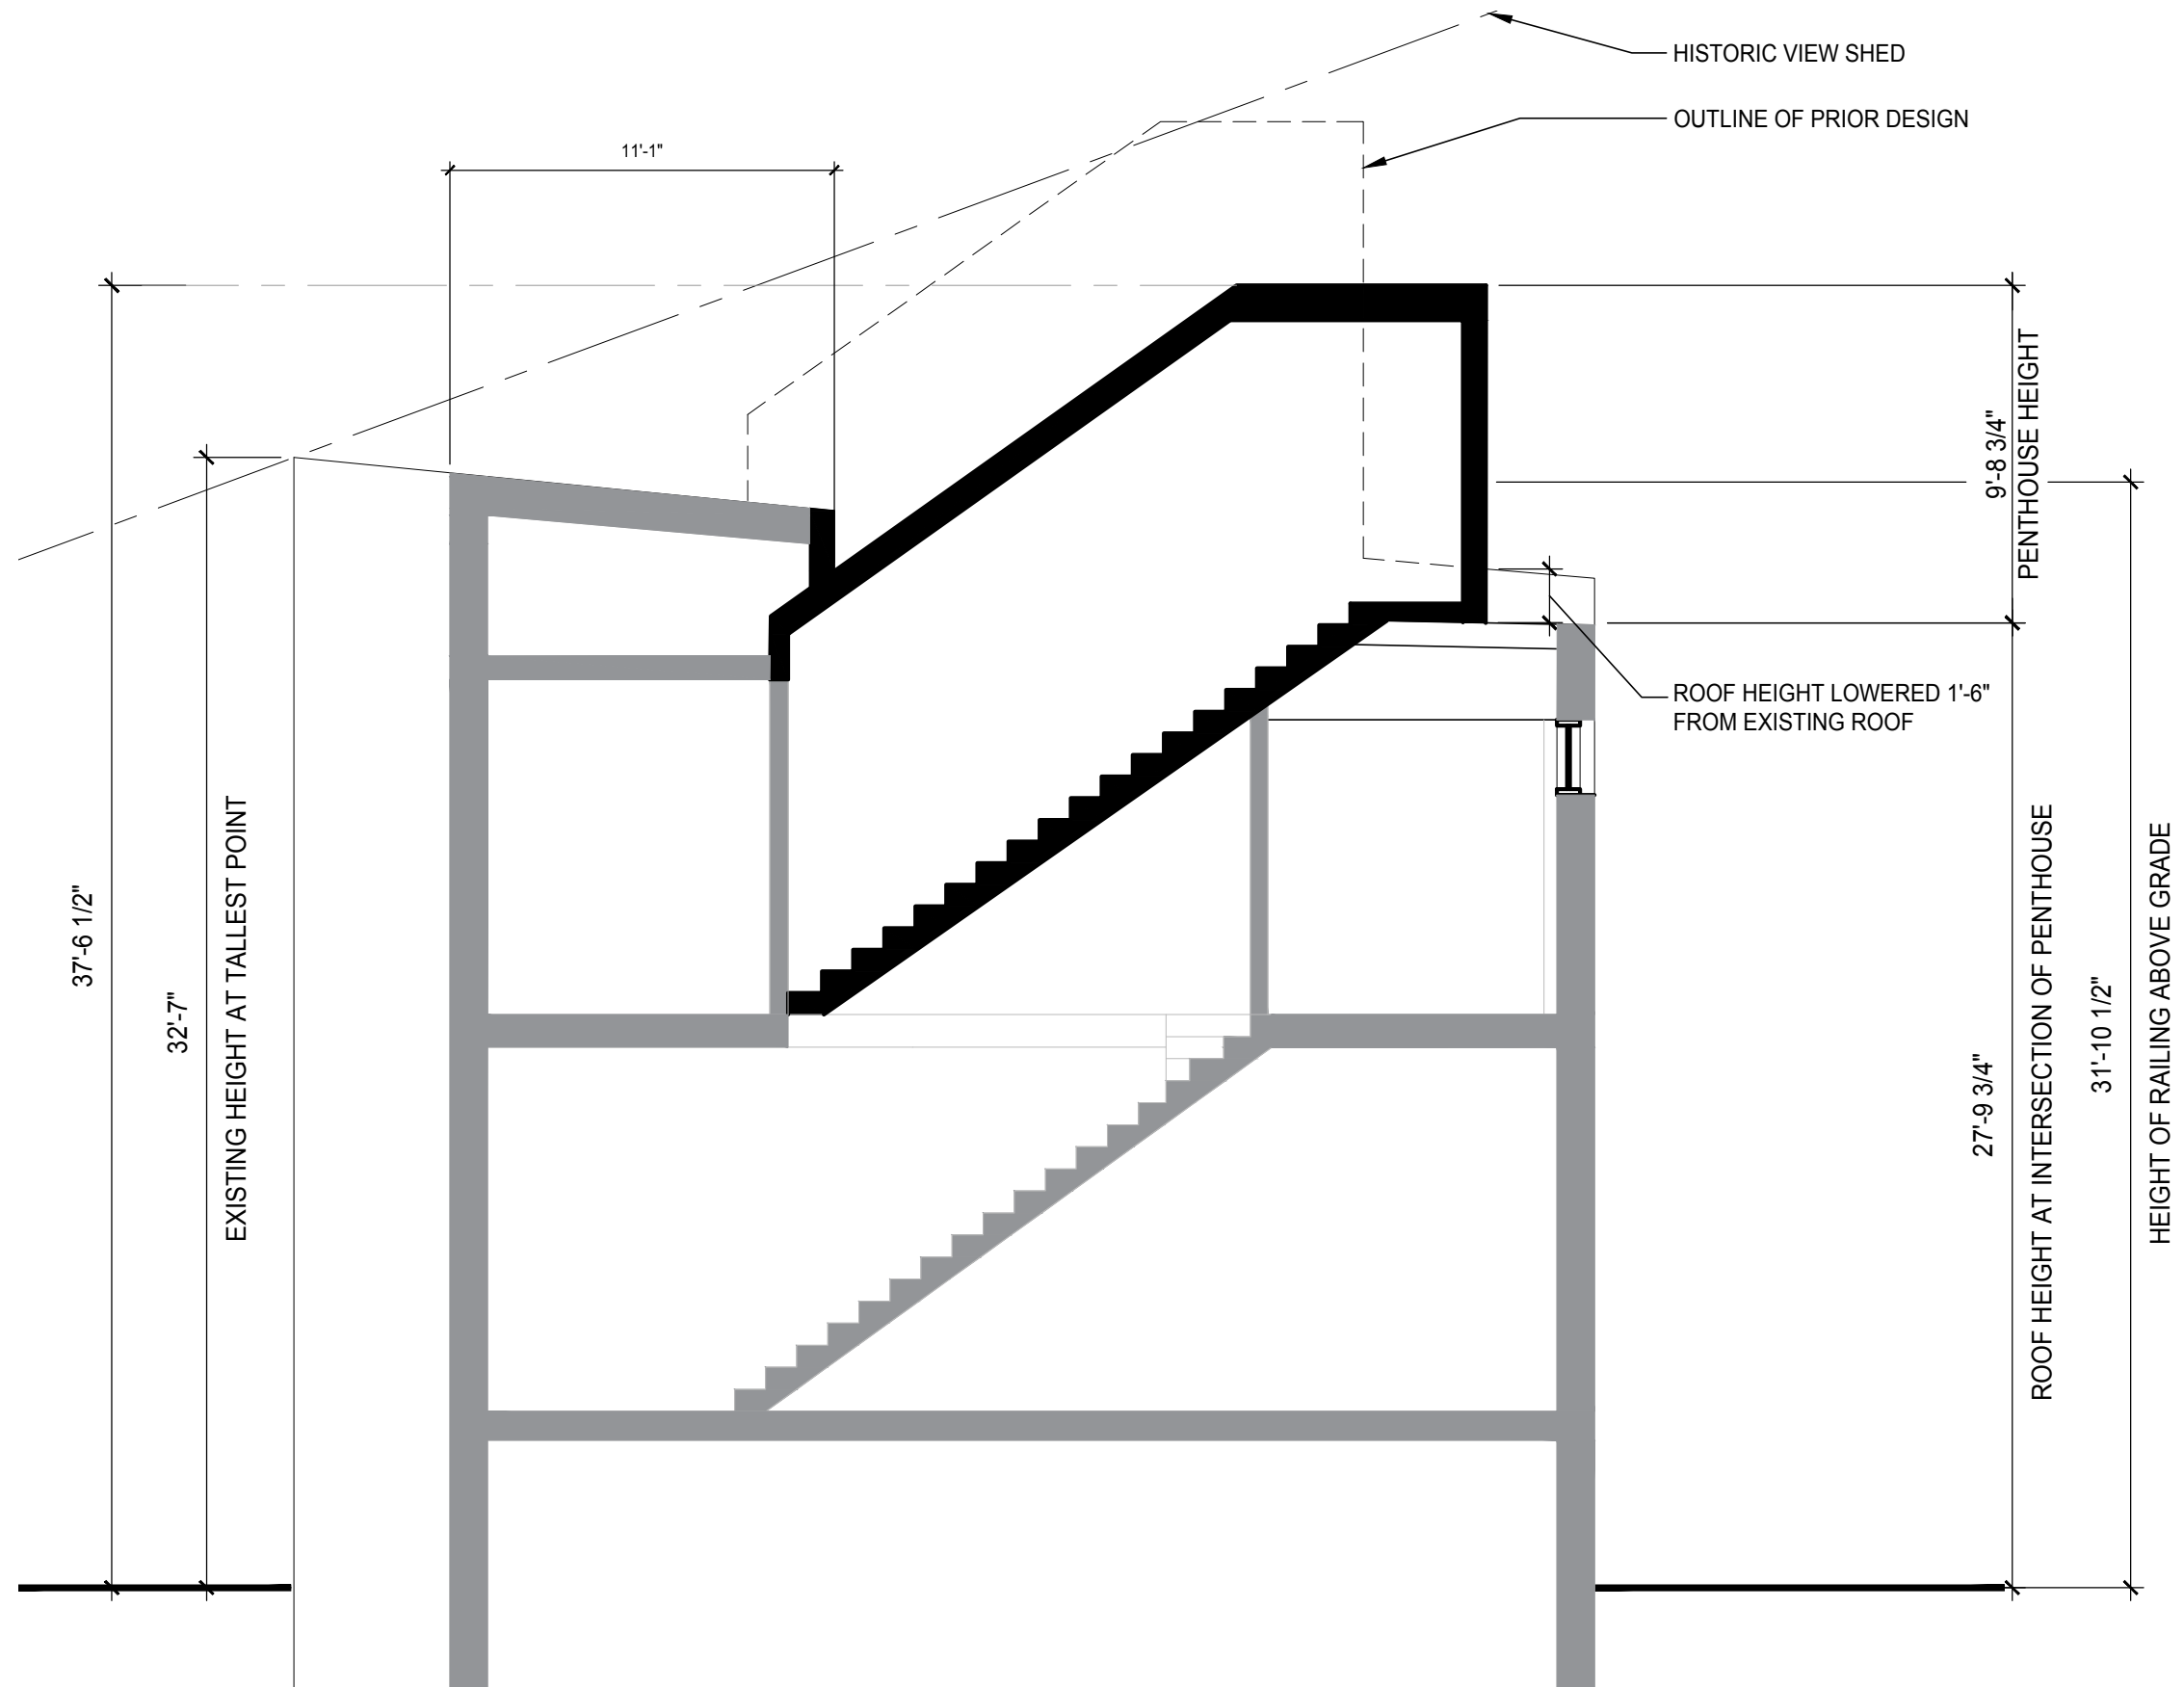 HISTORIC VIEW SHED
OUTLINE OF PRIOR DESIGN
11'-1"
9'-8 3/4"
PENTHOUSE HEIGHT
ROOF HEIGHT LOWERED 1'-6"
FROM EXISTING ROOF
37'-6 1/2"
32'-7"
EXISTING HEIGHT AT TALLEST POINT
27'-9 3/4"
ROOF HEIGHT AT INTERSECTION OF PENTHOUSE
31'-10 1/2"
HEIGHT OF RAILING ABOVE GRADE